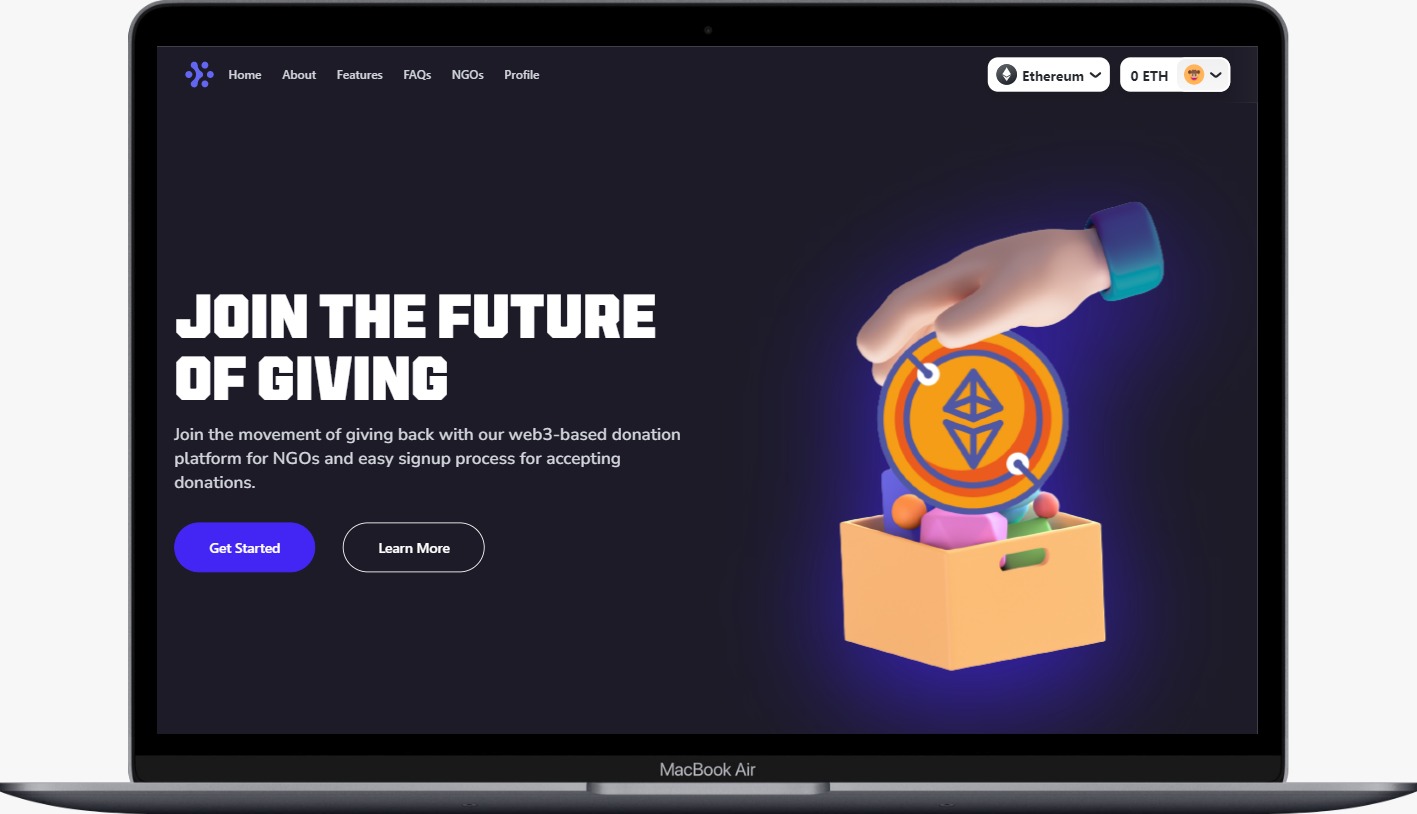 Home About Features FAQs NGOs Profile
Ethereum
0 ETH
JOIN THE FUTURE
OF GIVING
Join the movement of giving back with our web3-based donation
platform for NGOs and easy signup process for accepting
donations.
Get Started
Learn More
MacBook Air